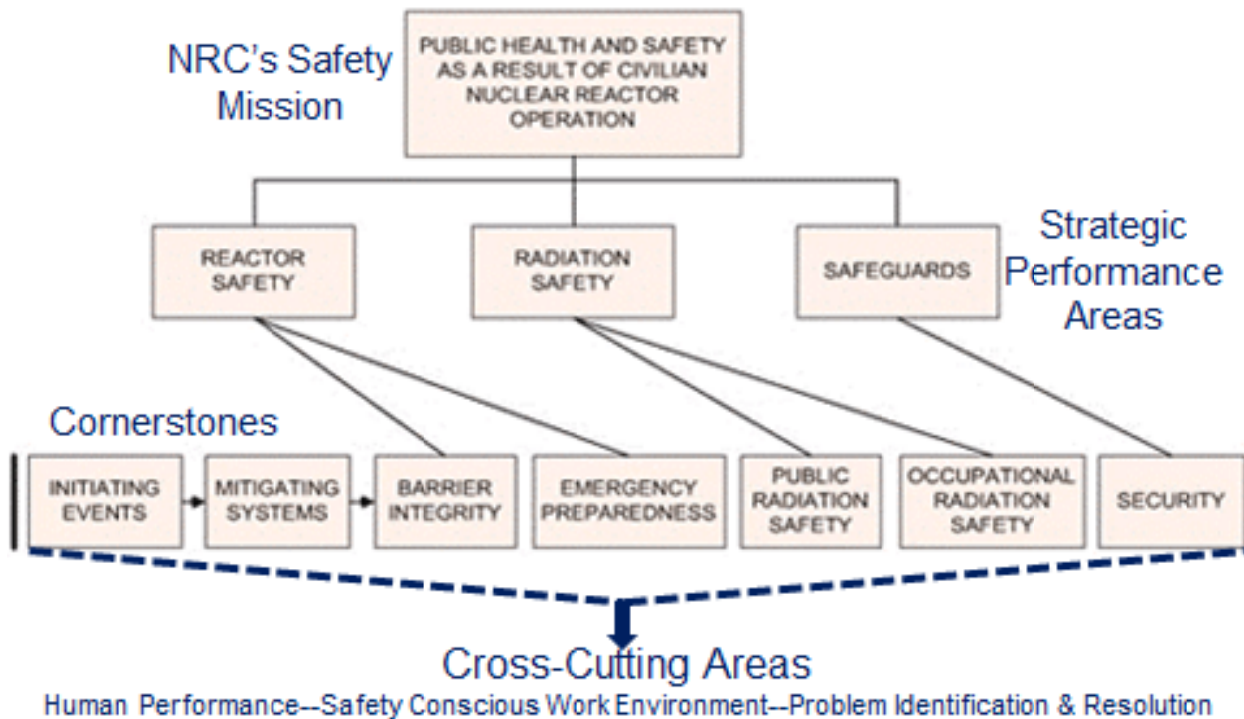 NRC's Safety
Mission
PUBLIC HEALTH AND SAFETY
AS A RESULT OF CIVILIAN
NUCLEAR REACTOR
OPERATION
REACTOR
SAFETY
RADIATION
SAFETY
SAFEGUARDS
Strategic
Performance
Areas
Cornerstones
INITIATING
EVENTS
MITIGATING
SYSTEMS
BARRIER
INTEGRITY
EMERGENCY
PREPAREDNESS
PUBLIC
RADIATION
SAFETY
OCCUPATIONAL
RADIATION
SAFETY
SECURITY
Cross-Cutting Areas
Human Performance--Safety Conscious Work Environment--Problem Identification & Resolution